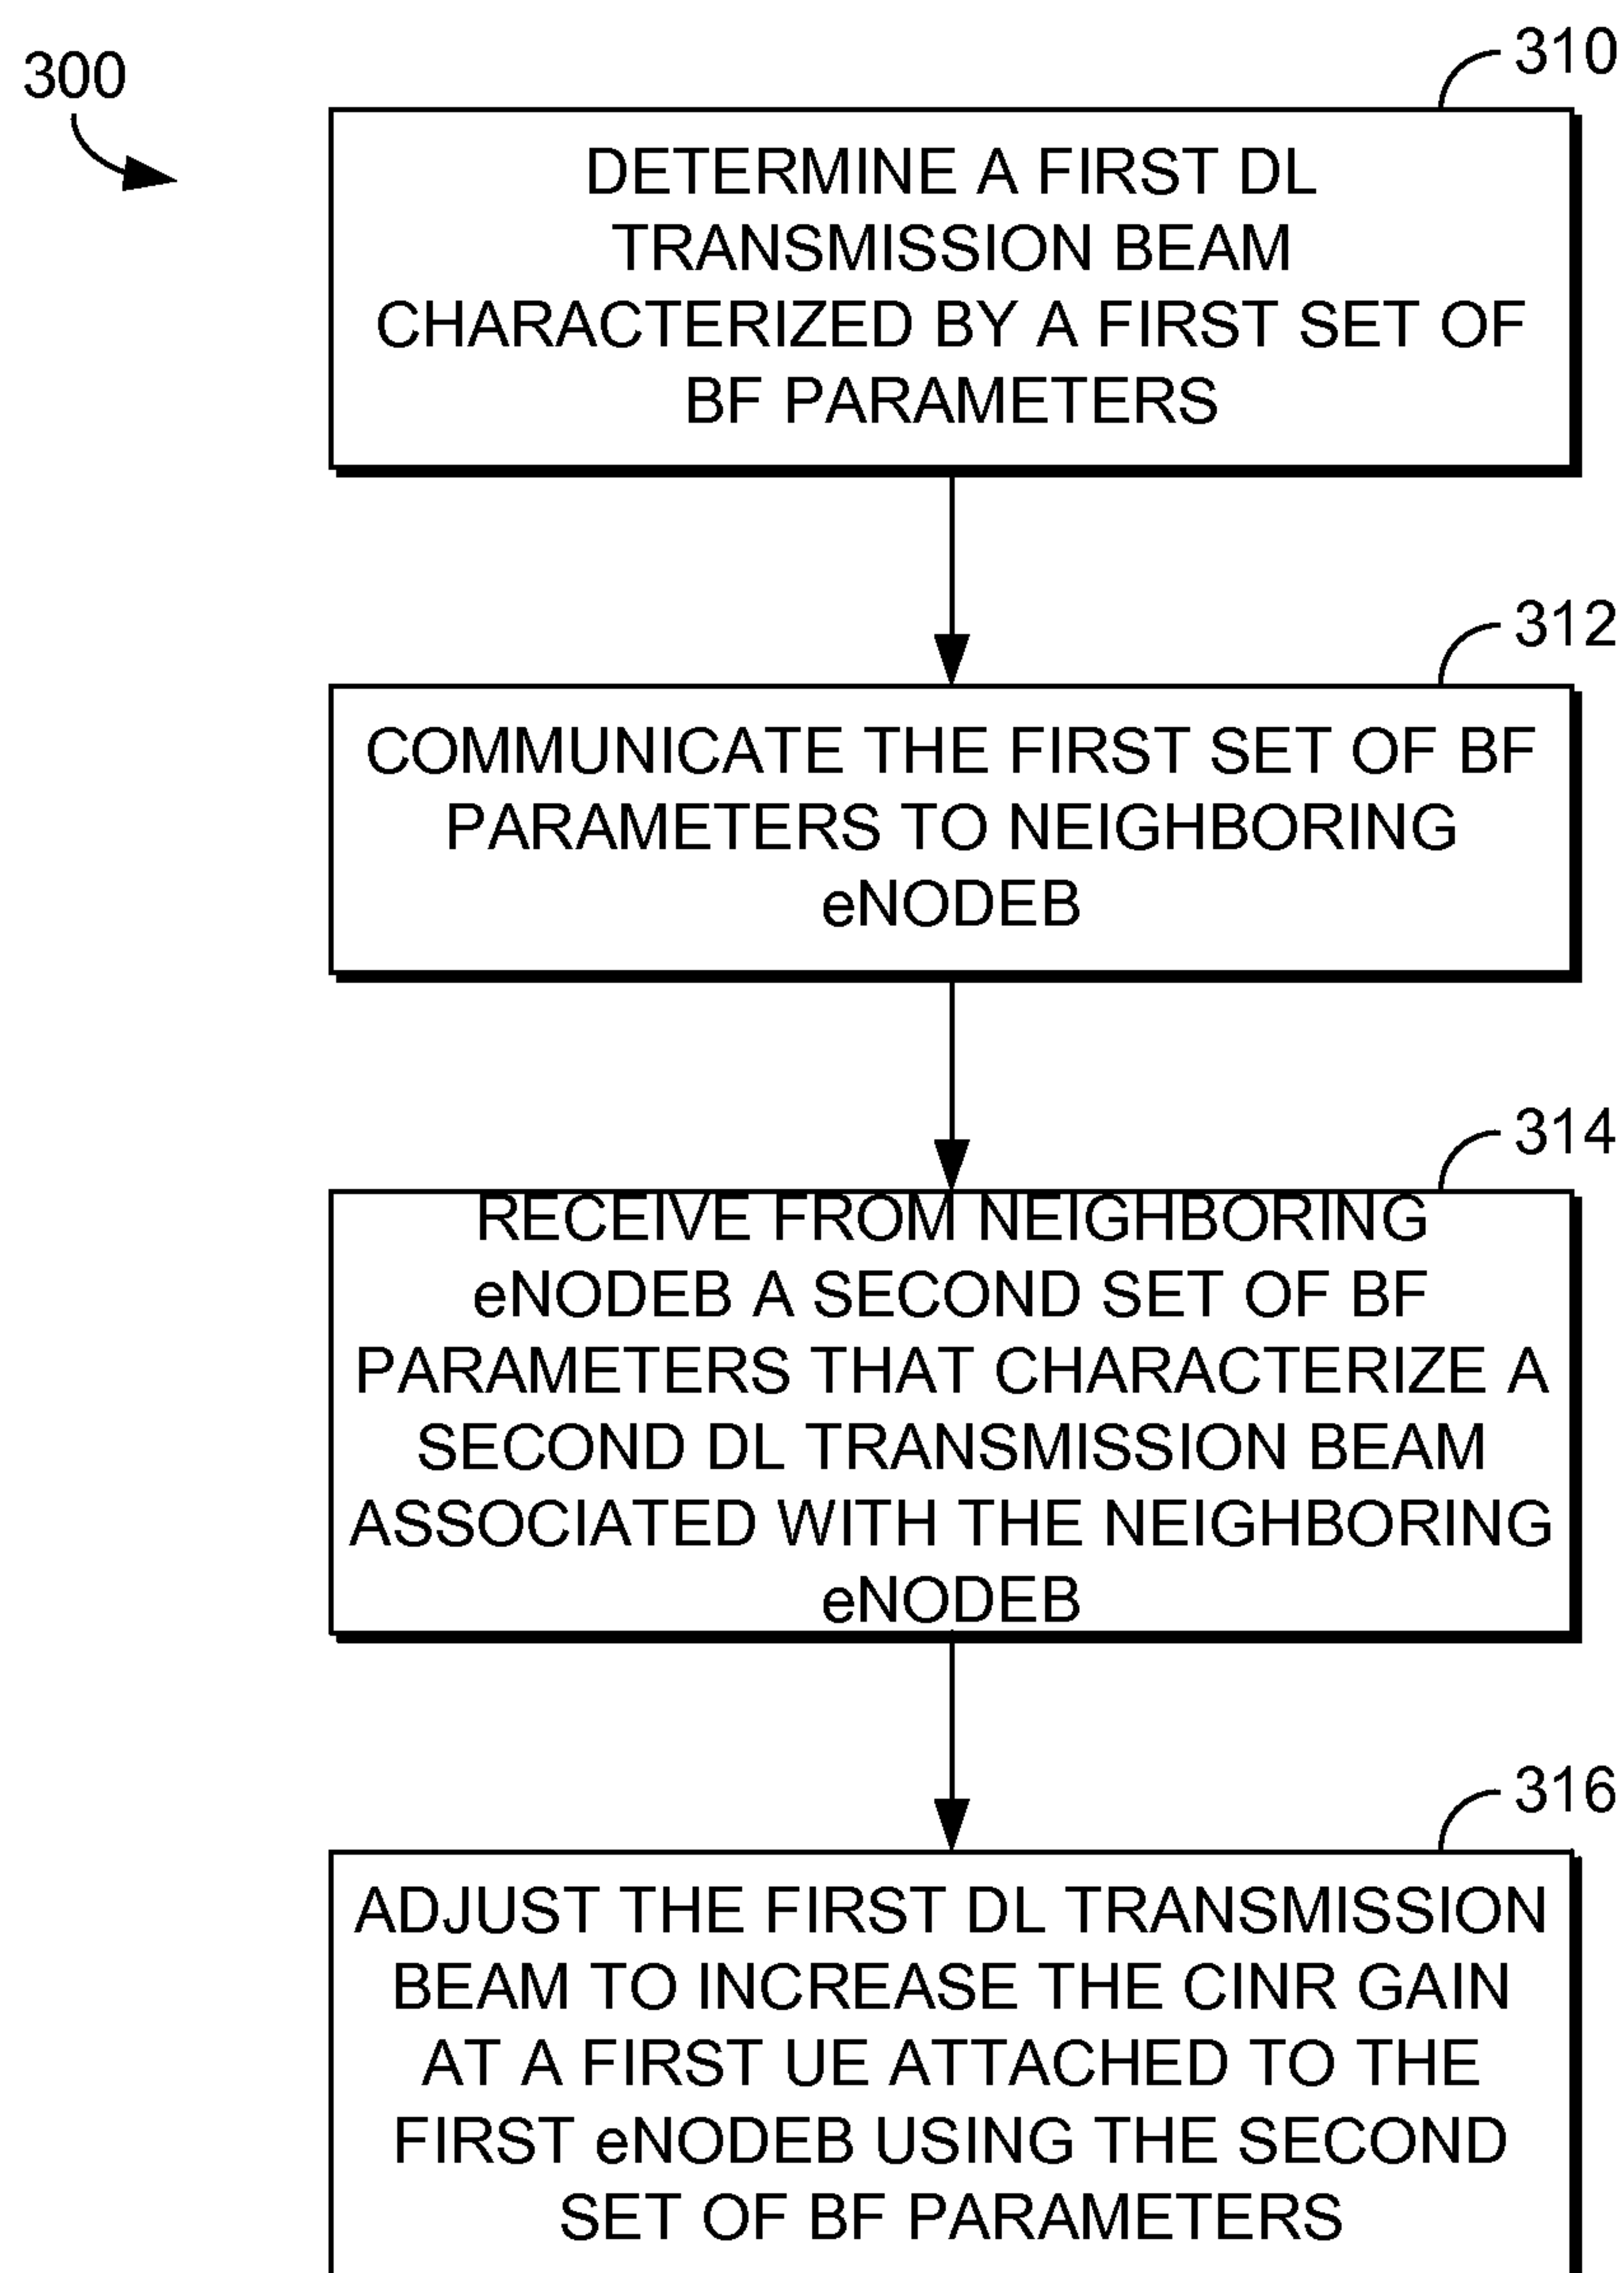 300
310
DETERMINE A FIRST DL
TRANSMISSION BEAM
CHARACTERIZED BY A FIRST SET OF
BF PARAMETERS
312
COMMUNICATE THE FIRST SET OF BF
PARAMETERS TO NEIGHBORING
eNODEB
314
RECEIVE FROM NEIGHBORING
eNODEB A SECOND SET OF BF
PARAMETERS THAT CHARACTERIZE A
SECOND DL TRANSMISSION BEAM
ASSOCIATED WITH THE NEIGHBORING
eNODEB
316
ADJUST THE FIRST DL TRANSMISSION
BEAM TO INCREASE THE CINR GAIN
AT A FIRST UE ATTACHED TO THE
FIRST eNODEB USING THE SECOND
SET OF BF PARAMETERS